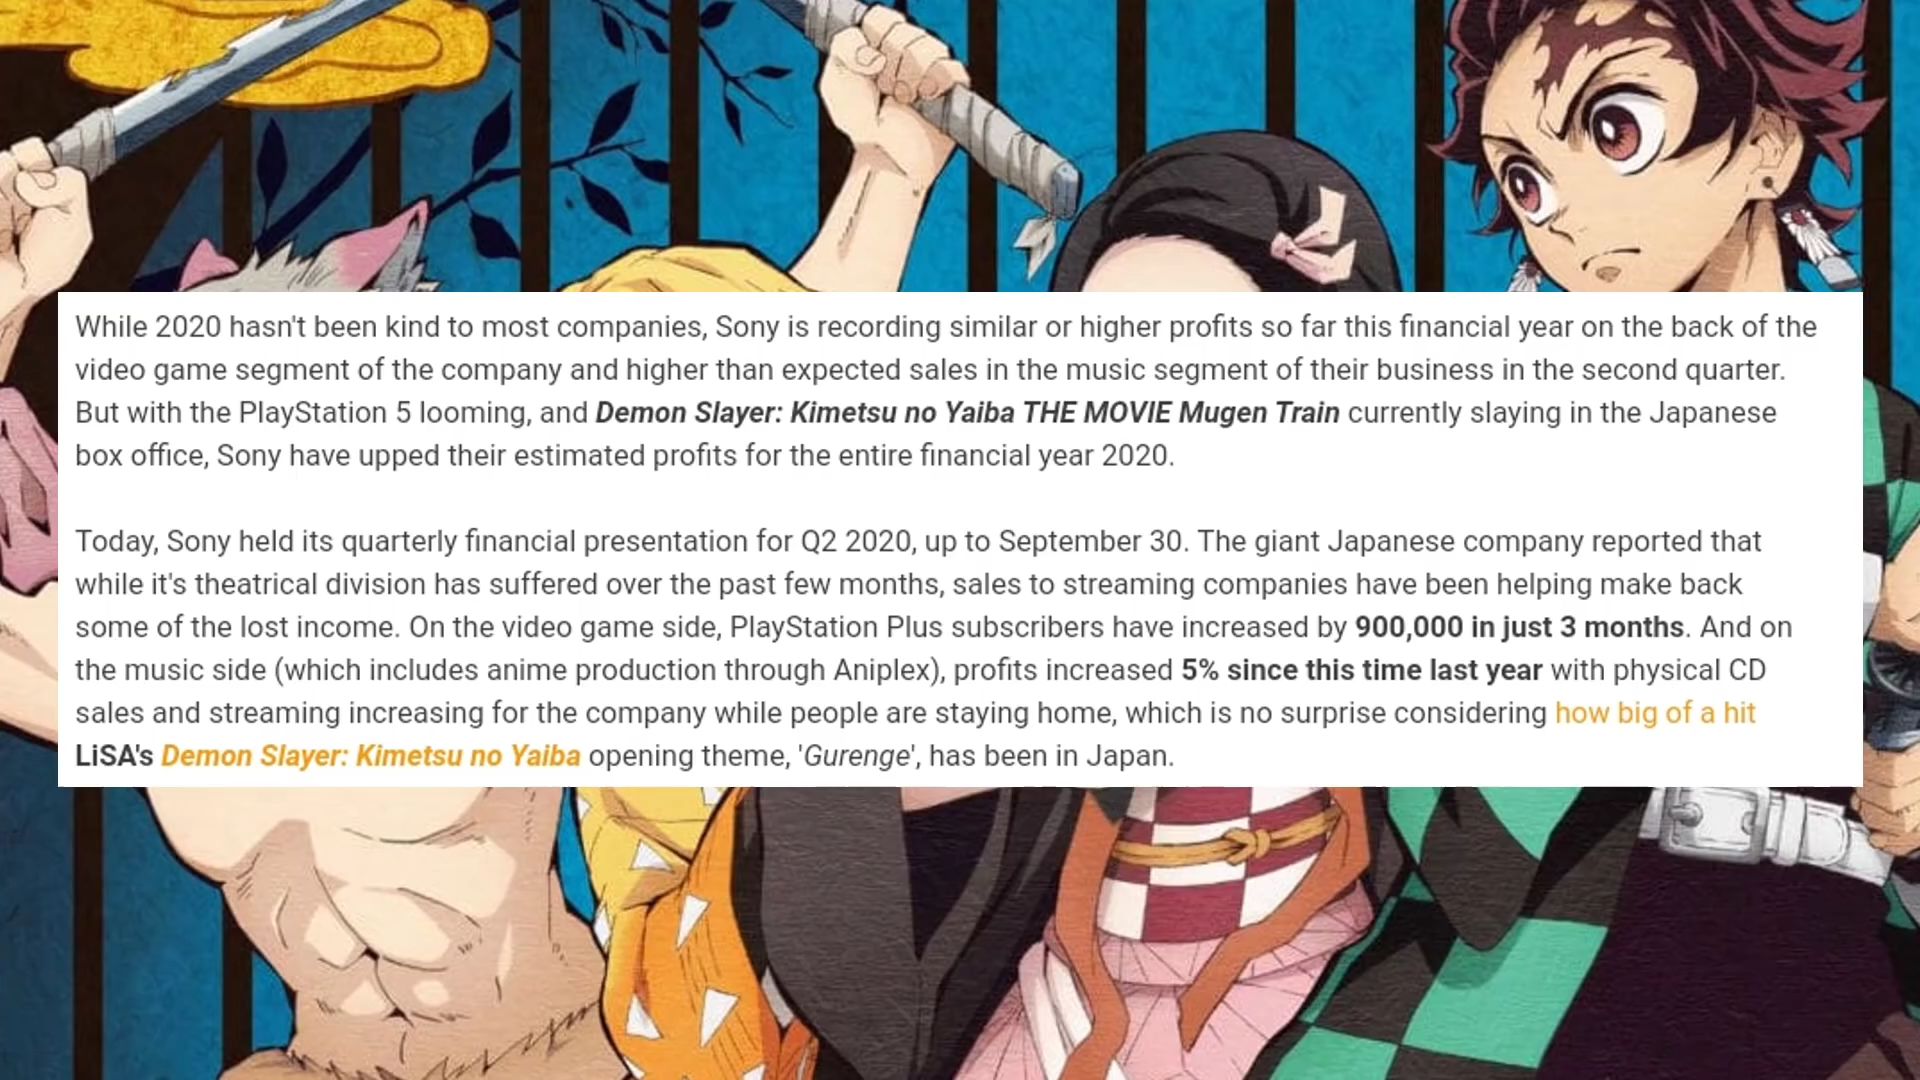 While 2020 hasn't been kind to most companies, Sony is recording similar or higher profits so far this financial year on the back of the
video game segment of the company and higher than expected sales in the music segment of their business in the second quarter.
But with the PlayStation 5 looming, and Demon Slayer: Kimetsu no Yaiba THE MOVIE Mugen Train currently slaying in the Japanese
box office, Sony have upped their estimated profits for the entire financial year 2020.
Today, Sony held its quarterly financial presentation for Q2 2020, up to September 30. The giant Japanese company reported that
while it's theatrical division has suffered over the past few months, sales to streaming companies have been helping make back
some of the lost income. On the video game side, PlayStation Plus subscribers have increased by 900,000 in just 3 months. And on
the music side (which includes anime production through Aniplex), profits increased 5% since this time last year with physical CD
sales and streaming increasing for the company while people are staying home, which is no surprise considering how big of a hit
LiSA's Demon Slayer: Kimetsu no Yaiba opening theme, 'Gurenge', has been in Japan.